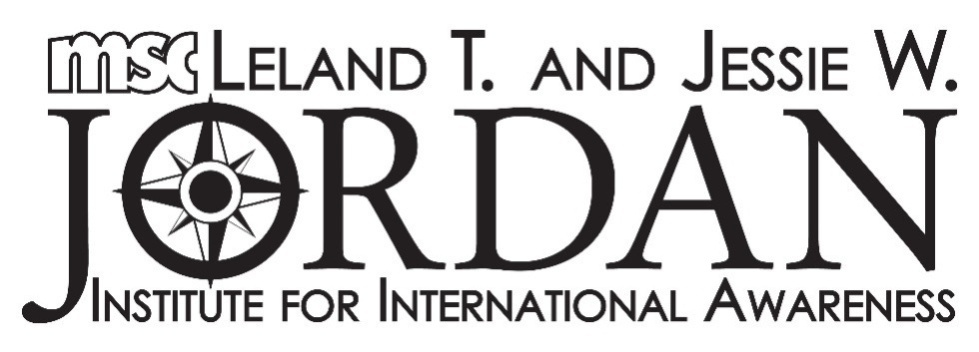 msc LELAND T. AND JESSIE W.
JORDAN
INSTITUTE FOR INTERNATIONAL AWARENESS